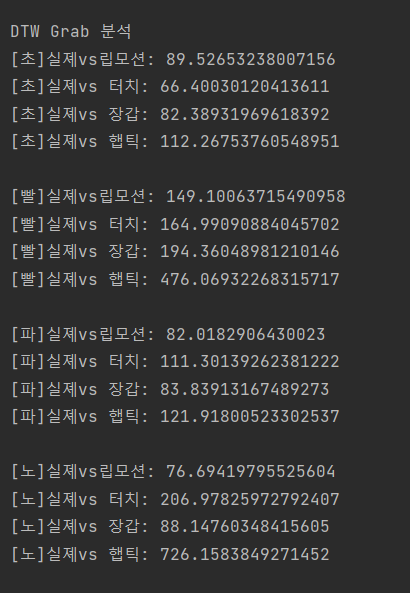 DTW Grab 분석
[초]실제vs립모션: 89.52653238007156
[초]실제vs 터치: 66.40030120413611
[초]실제vs 장갑: 82.38931969618392
[초]실제vs 햅틱: 112.26753760548951
[빨]실제vs립모션: 149.10063715490958
[빨]실제vs 터치: 164.99090884045702
[빨]실제vs 장갑: 194.36048981210146
[빨]실제vs 햅틱: 476.06932268315717
[파]실제vs립모션: 82.0182906430023
[파]실제vs 터치: 111.30139262381222
[파]실제vs 장갑: 83.83913167489273
[파]실제vs 햅틱: 121.91800523302537
[노]실제vs립모션: 76.69419795525604
[노]실제vs 터치: 206.97825972792407
[노]실제vs 장갑: 88.14760348415605
[노]실제vs 햅틱: 726.1583849271452